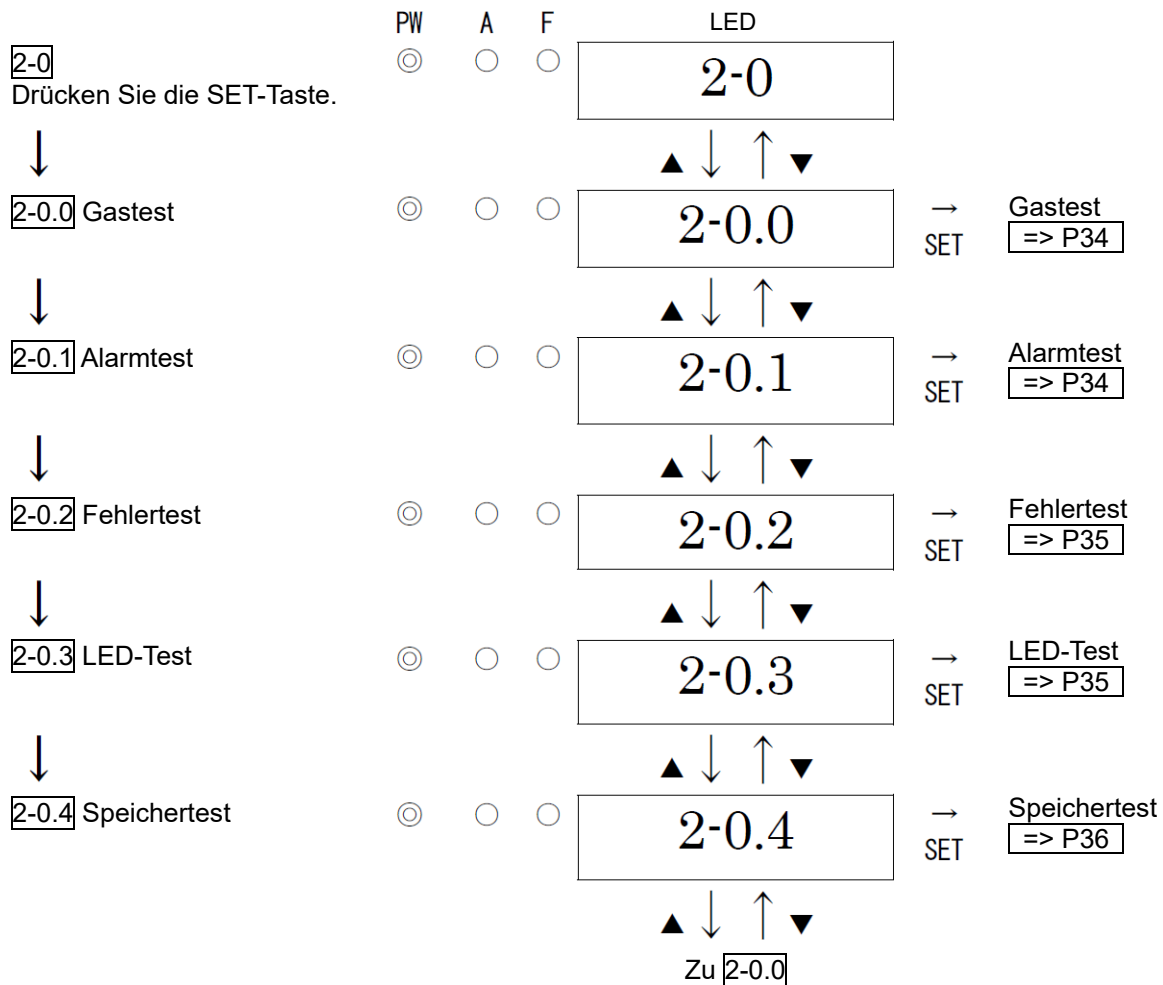 PW A F LED
2-0 ◎ ○ ○ 2-0
Drücken Sie die SET-Taste.
↓ ▲ ↓ ↑ ▼
2-0.0 Gastest ◎ ○ ○ 2-0.0 → Gastest
SET => P34
↓ ▲ ↓ ↑ ▼
2-0.1 Alarmtest ◎ ○ ○ 2-0.1 → Alarmtest
SET => P34
↓ ▲ ↓ ↑ ▼
2-0.2 Fehlertest ◎ ○ ○ 2-0.2 → Fehlertest
SET => P35
↓ ▲ ↓ ↑ ▼
2-0.3 LED-Test ◎ ○ ○ 2-0.3 → LED-Test
SET => P35
↓ ▲ ↓ ↑ ▼
2-0.4 Speichertest ◎ ○ ○ 2-0.4 → Speichertest
SET => P36
▲ ↓ ↑ ▼
Zu 2-0.0